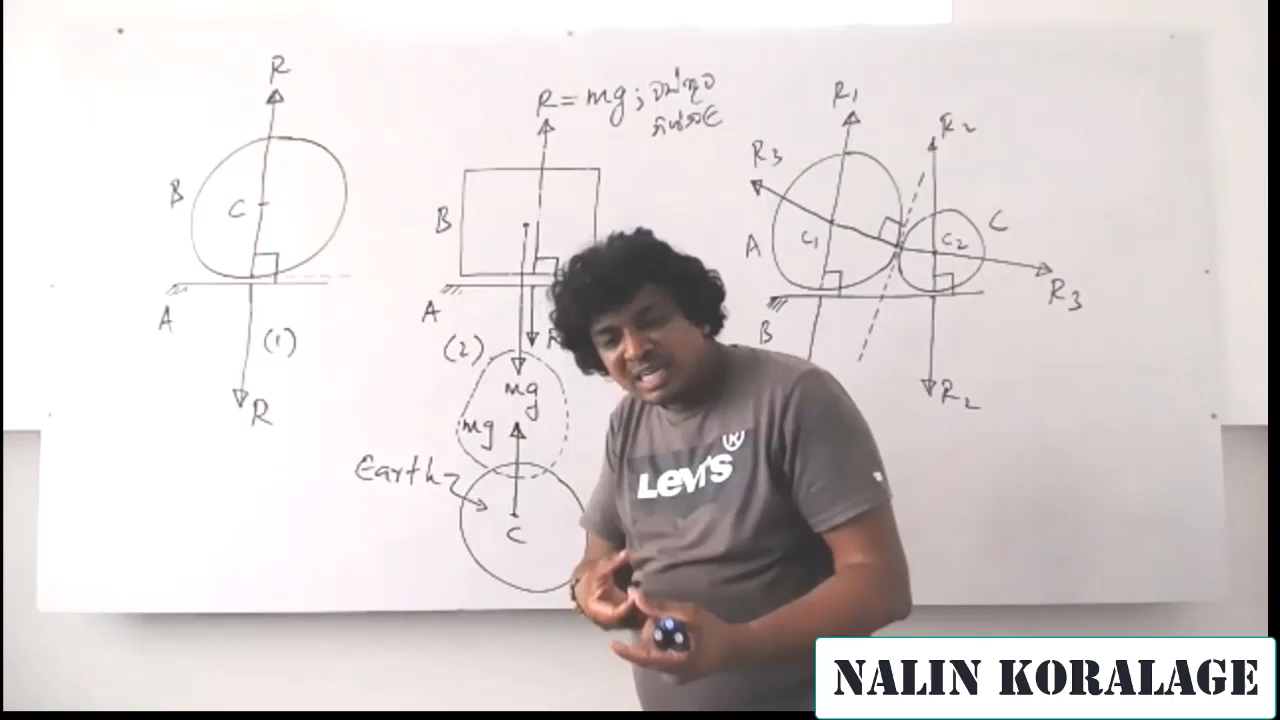 R
B
C
A
(1)
R
R = mg;
B
A
(2)
mg
mg
Earth
C
R1
R2
R3
C
A
C1
C2
R3
B
R2
Levi's
®
NALIN KORALAGE